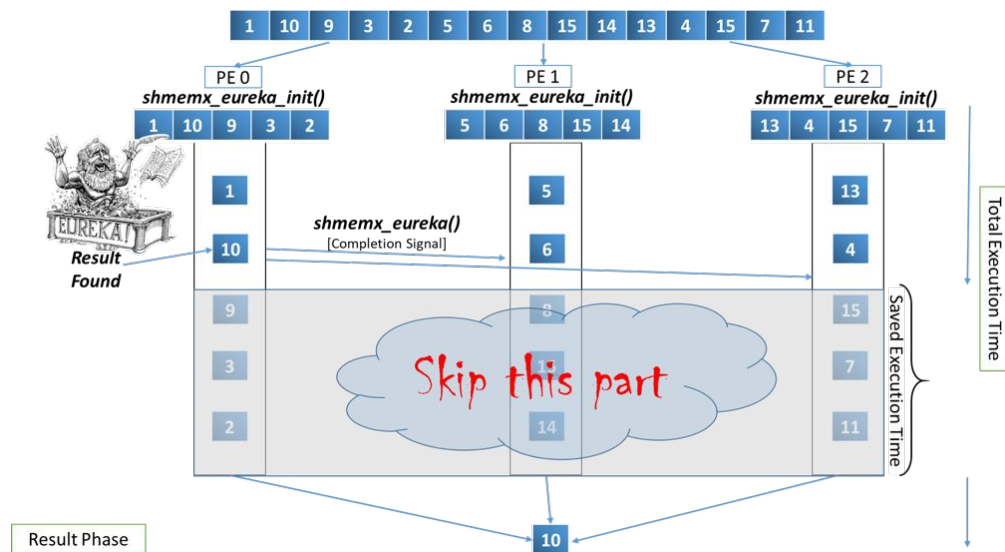 1 10 9 3 2 5 6 8 15 14 13 4 15 7 11
PE 0
PE 1
PE 2
shmemx_eureka_init()
shmemx_eureka_init()
shmemx_eureka_init()
1 10 9 3 2
5 6 8 15 14
13 4 15 7 11
1
5
13
EUREKA!
shmemx_eureka()
[Completion Signal]
10
6
4
Result
Found
9
8
15
3
15
7
Skip this part
2
14
11
Saved Execution Time
Total Execution Time
10
Result Phase